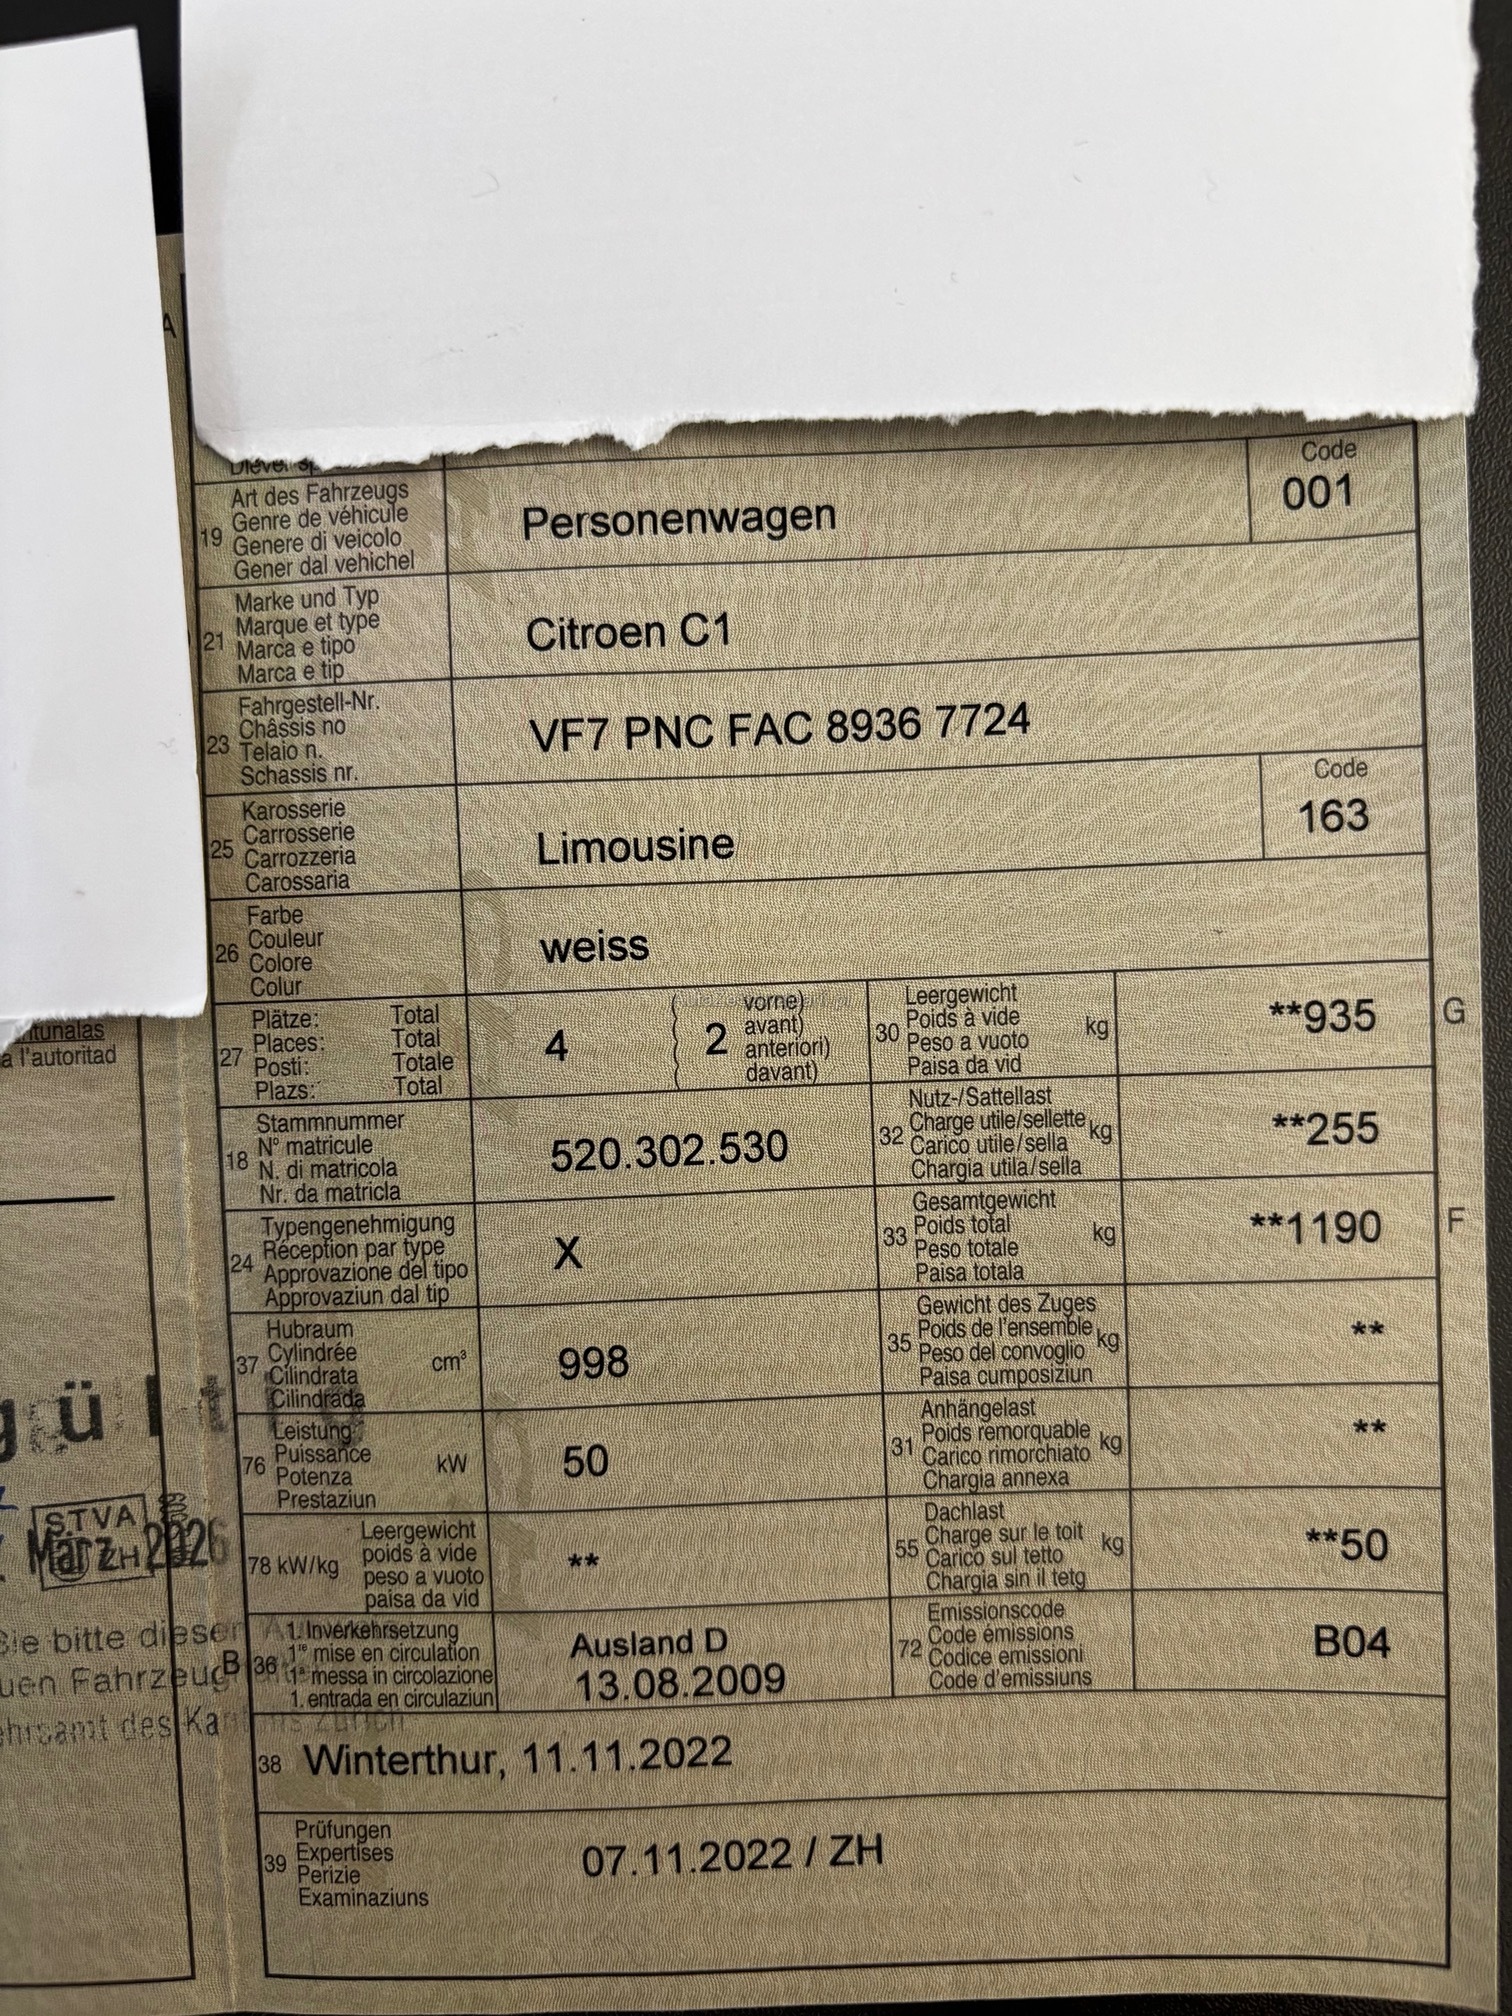 A
19 Art des Fahrzeugs
Genre de véhicule
Genere di veicolo
Gener dal vehichel
Personenwagen
Code
001
21 Marke und Typ
Marque et type
Marca e tipo
Marca e tip
Citroen C1
23 Fahrgestell-Nr.
Châssis no
Telaio n.
Schassis nr.
VF7 PNC FAC 8936 7724
25 Karosserie
Carrosserie
Carrozzeria
Carossaria
Limousine
Code
163
26 Farbe
Couleur
Colore
Colur
weiss
27 Plätze: Total
Places: Total
Posti: Totale
Plazs: Total
4
2 vorne)
avant)
anteriori)
davant)
30 Leergewicht
Poids à vide
Peso a vuoto
Paisa da vid
kg
**935
G
18 Stammnummer
N° matricule
N. di matricola
Nr. da matricla
520.302.530
32 Nutz-/Sattellast
Charge utile/sellette
Carico utile/sella
Chargia utila/sella
kg
**255
24 Typengenehmigung
Réception par type
Approvazione del tipo
Approvaziun dal tip
X
33 Gesamtgewicht
Poids total
Peso totale
Paisa totala
kg
**1190
F
37 Hubraum
Cylindrée
Cilindrata
Cilindrada
cm³
998
35 Gewicht des Zuges
Poids de l'ensemble
Peso del convoglio
Paisa cumposiziun
kg
**
76 Leistung
Puissance
Potenza
Prestaziun
kW
50
31 Anhängelast
Poids remorquable
Carico rimorchiato
Chargia annexa
kg
**
78 kW/kg
Leergewicht
poids à vide
peso a vuoto
paisa da vid
**
55 Dachlast
Charge sur le toit
Carico sul tetto
Chargia sin il tetg
kg
**50
B 36 1. Inverkehrsetzung
1re mise en circulation
1a messa in circolazione
1. entrada en circulaziun
Ausland D
13.08.2009
72 Emissionscode
Code émissions
Codice emissioni
Code d'emissiuns
B04
38 Winterthur, 11.11.2022
39 Prüfungen
Expertises
Perizie
Examinaziuns
07.11.2022 / ZH
a l'autoritad
STVA
ZH
März 2026
Sie bitte diesen
Fahrzeug
des Kantons Zürich